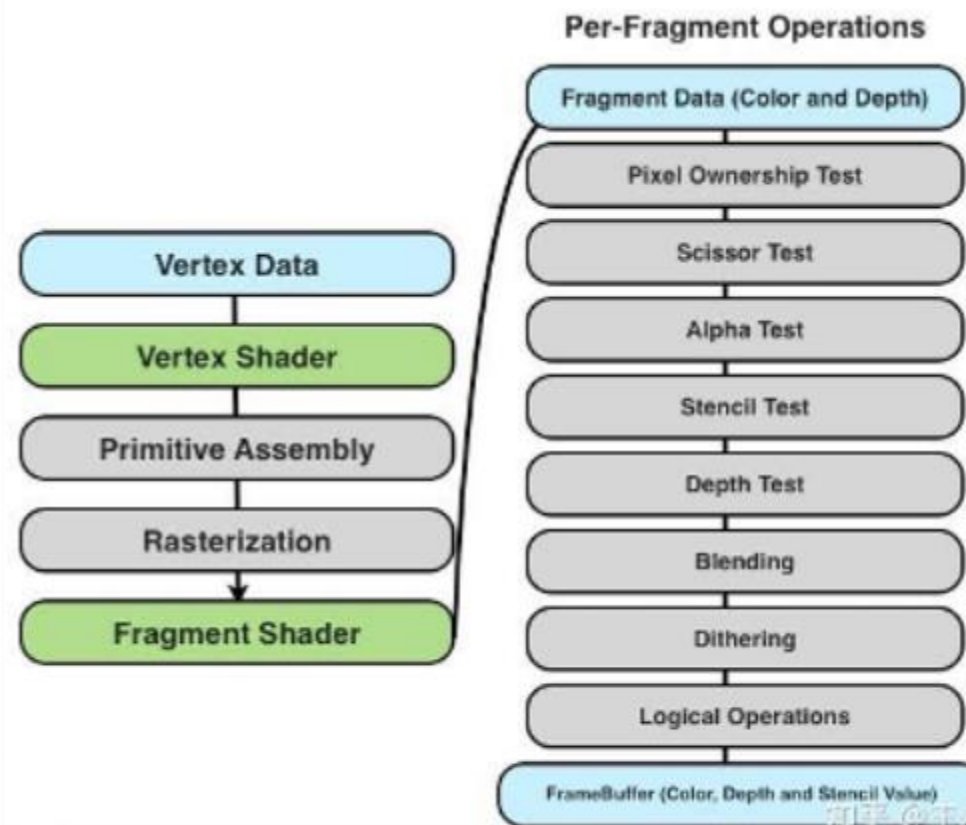 Vertex Data
Vertex Shader
Primitive Assembly
Rasterization
Fragment Shader
Per-Fragment Operations
Fragment Data (Color and Depth)
Pixel Ownership Test
Scissor Test
Alpha Test
Stencil Test
Depth Test
Blending
Dithering
Logical Operations
FrameBuffer (Color, Depth and Stencil Value)